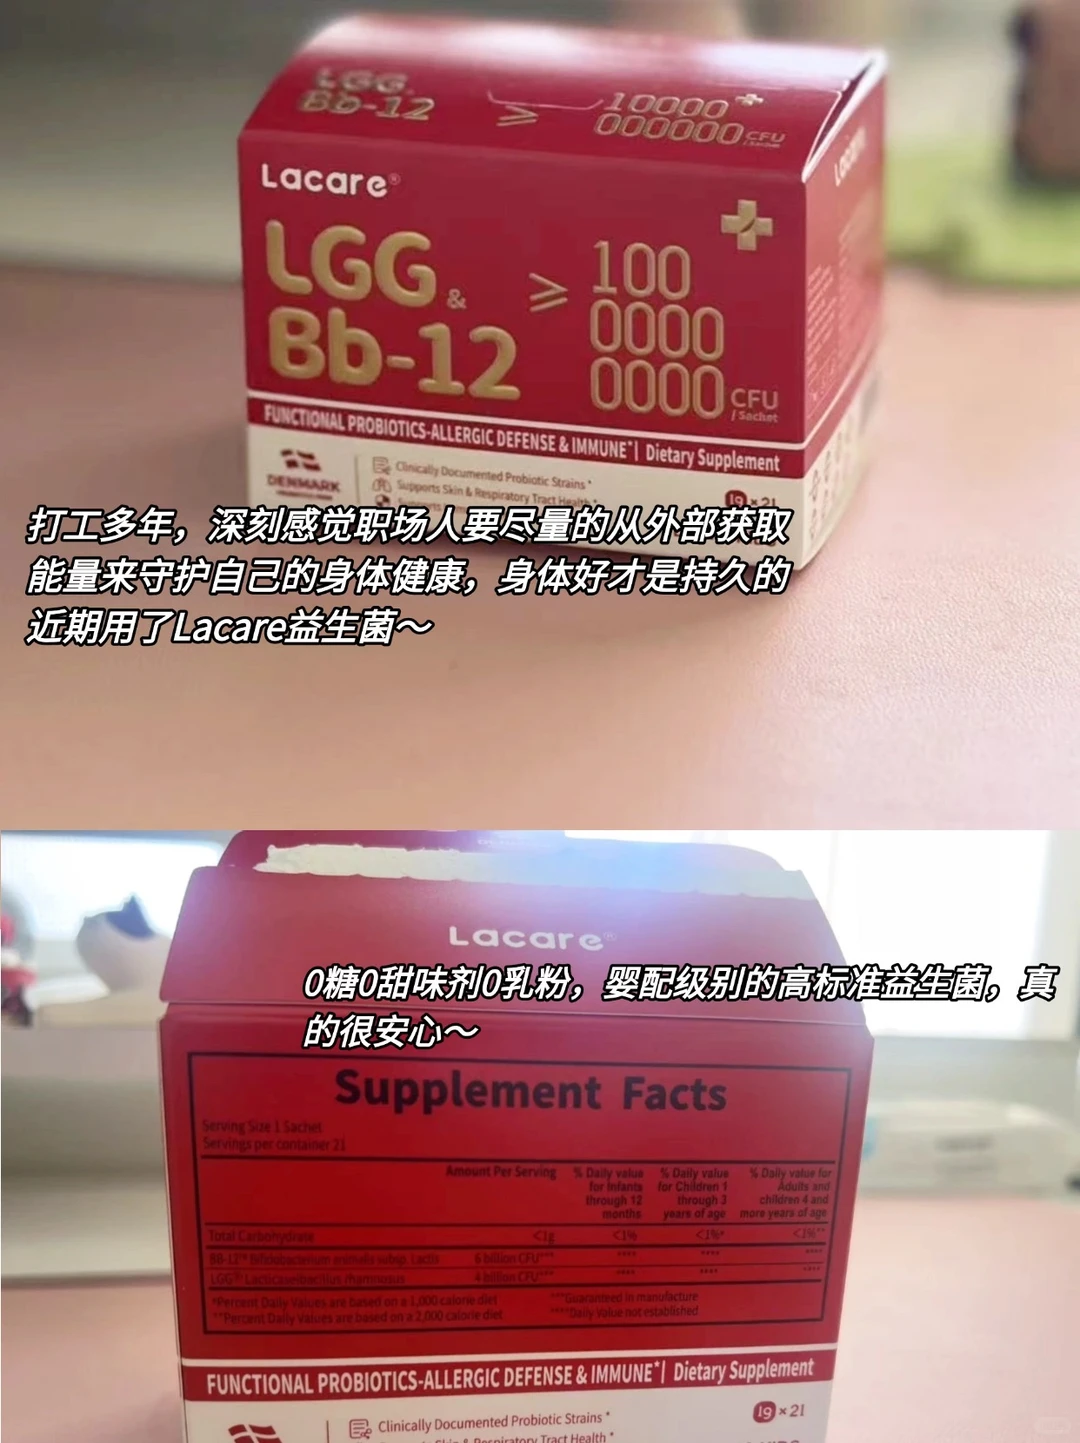 LGG
Bb-12
≥
10000
000000 CFU
Lacare®
Lacare
LGG &
Bb-12
≥
100
0000
0000 CFU
/ Sachet
FUNCTIONAL PROBIOTICS-ALLERGIC DEFENSE & IMMUNE* | Dietary Supplement
DENMARK
Clinically Documented Probiotic Strains *
Supports Skin & Respiratory Tract Health *
1g × 21
打工多年，深刻感觉职场人要尽量的从外部获取
能量来守护自己的身体健康，身体好才是持久的
近期用了Lacare益生菌～
Lacare®
0糖0甜味剂0乳粉，婴配级别的高标准益生菌，真
的很安心～
Supplement Facts
Serving Size 1 Sachet
Servings per container 21
Amount Per Serving
% Daily value for Infants through 12 months
% Daily value for Children 1 through 3 years of age
% Daily value for Adults and children 4 and more years of age
Total Carbohydrate <1g <1% <1%* <1%**
BB-12™ Bifidobacterium animalis subsp. Lactis 6 billion CFU*** **** **** ****
LGG® Lacticaseibacillus rhamnosus 4 billion CFU*** **** **** ****
*Percent Daily Values are based on a 1,000 calorie diet ***Guaranteed in manufacture
**Percent Daily Values are based on a 2,000 calorie diet ****Daily Value not established
FUNCTIONAL PROBIOTICS-ALLERGIC DEFENSE & IMMUNE* | Dietary Supplement
1g × 21
Clinically Documented Probiotic Strains *
Skin & Respiratory Tract Health *